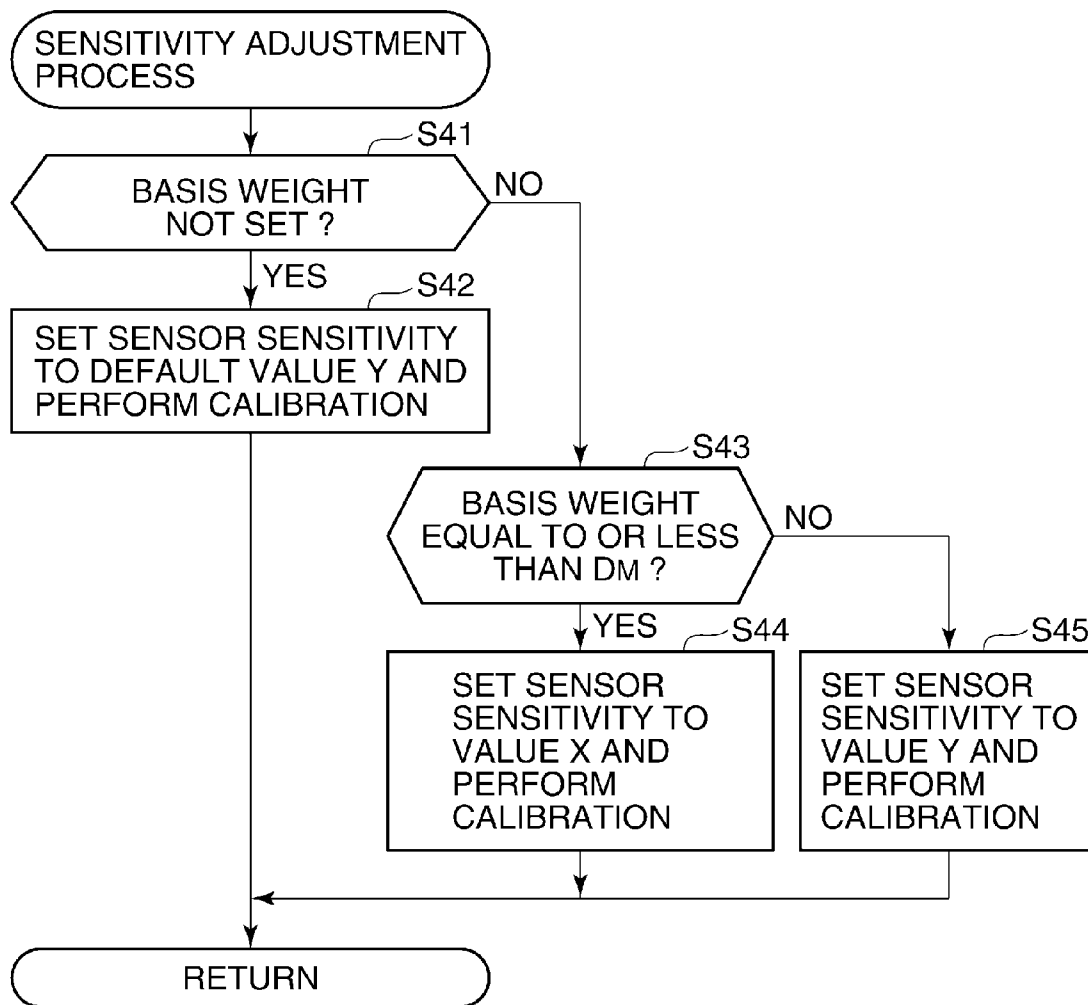 SENSITIVITY ADJUSTMENT
PROCESS
S41
BASIS WEIGHT
NOT SET ?
NO
YES
S42
SET SENSOR SENSITIVITY
TO DEFAULT VALUE Y AND
PERFORM CALIBRATION
S43
BASIS WEIGHT
EQUAL TO OR LESS
THAN DM ?
NO
YES
S44
SET SENSOR
SENSITIVITY TO
VALUE X AND
PERFORM
CALIBRATION
S45
SET SENSOR
SENSITIVITY TO
VALUE Y AND
PERFORM
CALIBRATION
RETURN